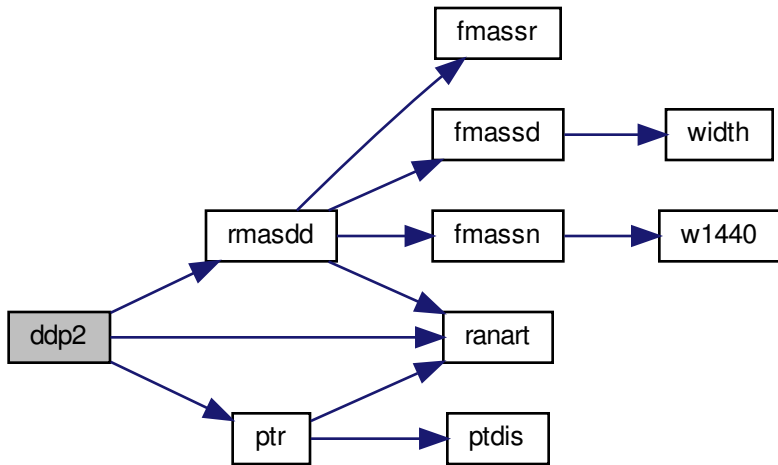 fmassr
fmassd
width
rmasdd
fmassn
w1440
ddp2
ranart
ptr
ptdis